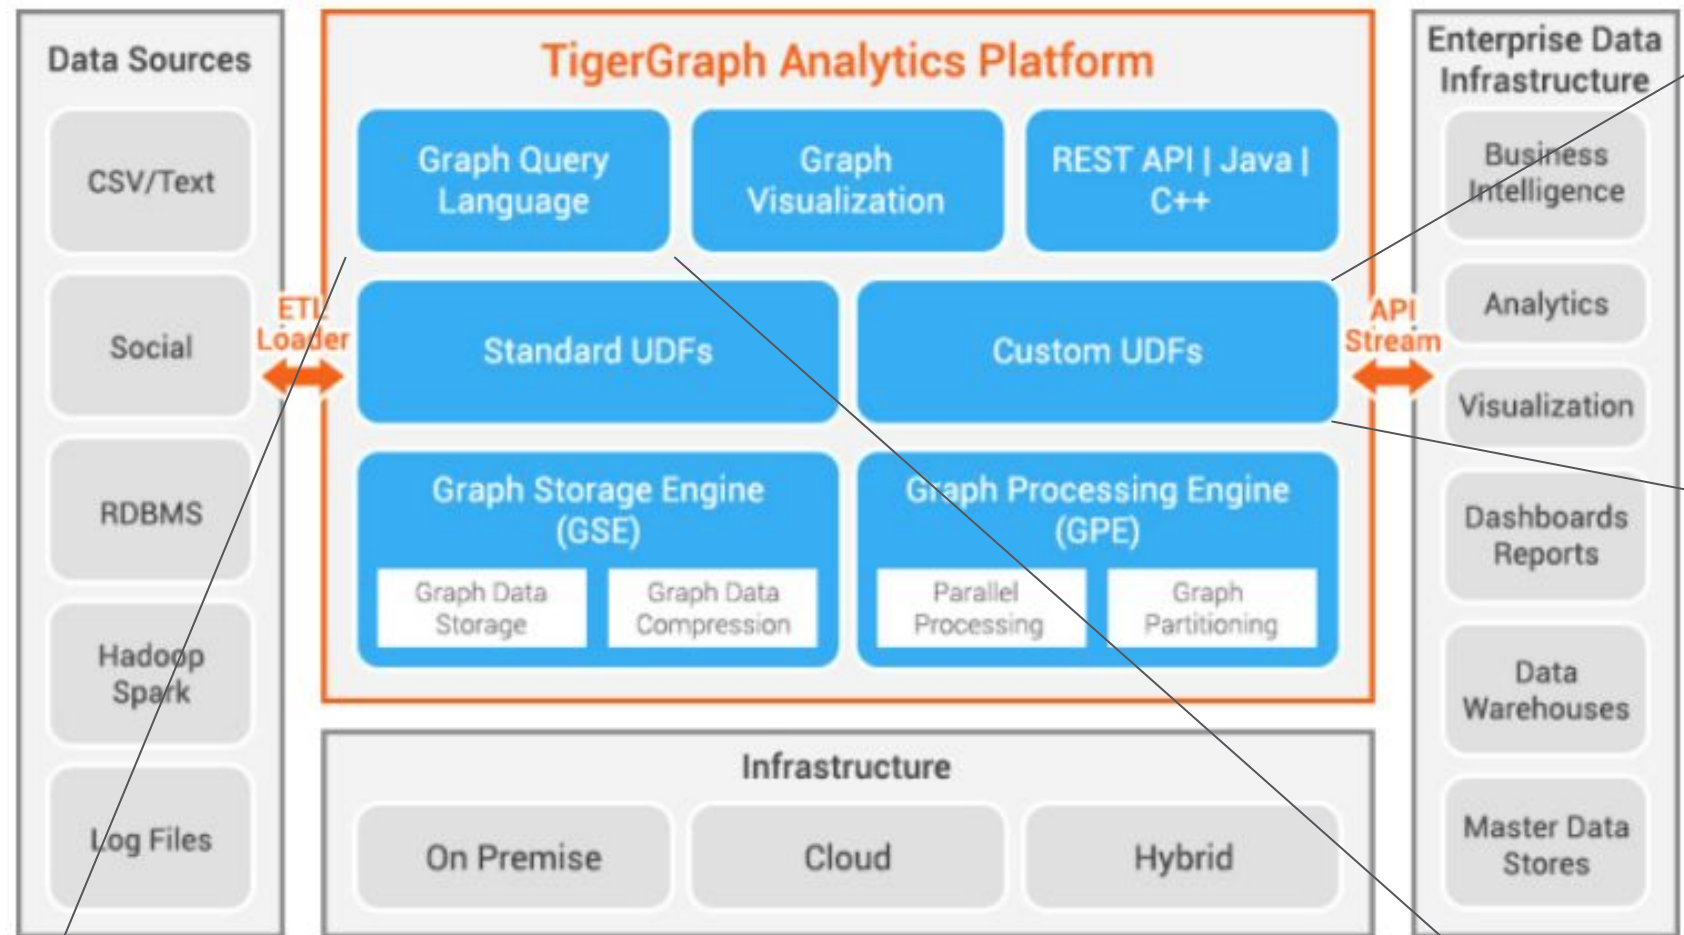 Data Sources
CSV/Text
Social
RDBMS
Hadoop
Spark
Log Files
ETL
Loader
TigerGraph Analytics Platform
Graph Query
Language
Graph
Visualization
REST API | Java |
C++
Standard UDFs
Custom UDFs
Graph Storage Engine
(GSE)
Graph Data
Storage
Graph Data
Compression
Graph Processing Engine
(GPE)
Parallel
Processing
Graph
Partitioning
Infrastructure
On Premise
Cloud
Hybrid
API
Stream
Enterprise Data
Infrastructure
Business
Intelligence
Analytics
Visualization
Dashboards
Reports
Data
Warehouses
Master Data
Stores